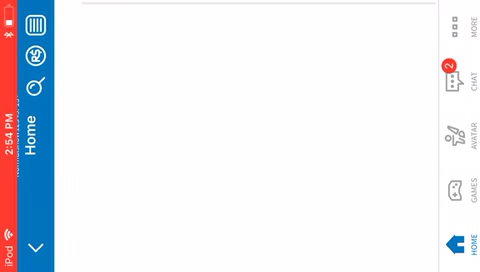 iPod 2:54 PM
Home
R$
HOME
GAMES
AVATAR
CHAT
2
MORE